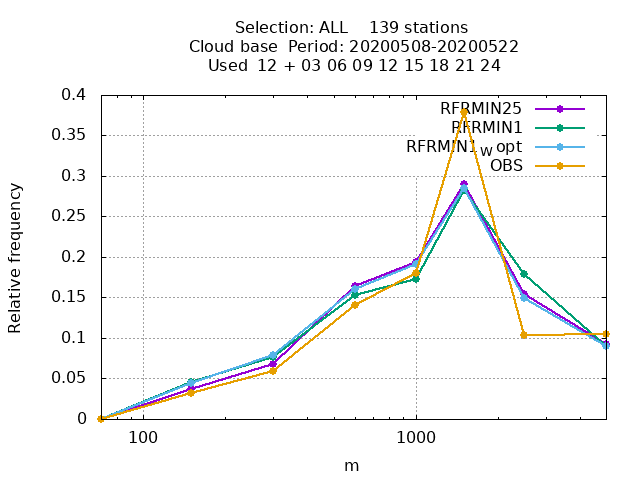 Selection: ALL    139 stations
Cloud base  Period: 20200508-20200522
Used  12 + 03 06 09 12 15 18 21 24
0.4
0.35
0.3
0.25
0.2
0.15
0.1
0.05
0
Relative frequency
RFRMIN25
RFRMIN1
RFRMIN1w opt
OBS
100
1000
m